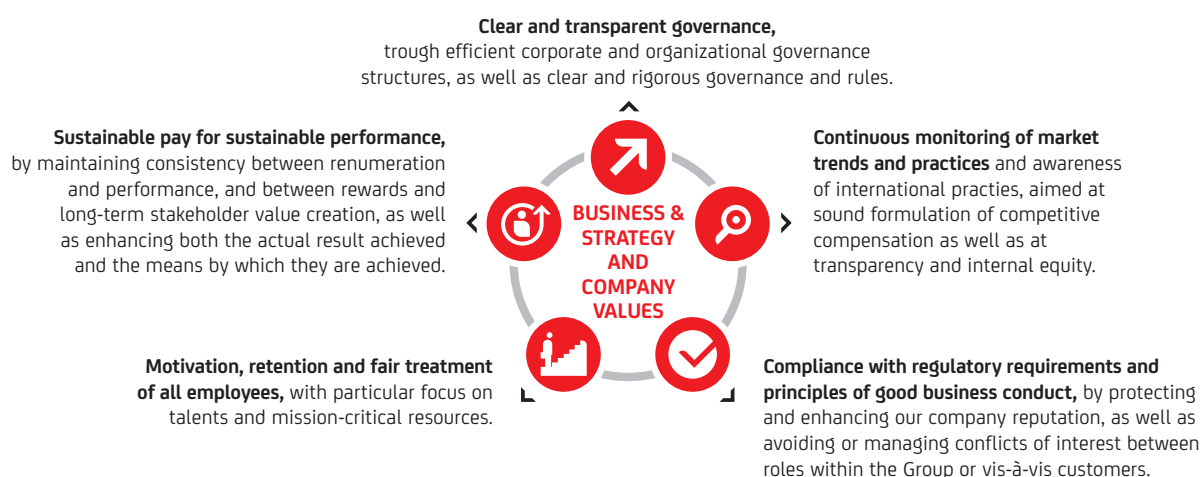 Clear and transparent governance,
trough efficient corporate and organizational governance
structures, as well as clear and rigorous governance and rules.
Sustainable pay for sustainable performance,
by maintaining consistency between renumeration
and performance, and between rewards and
long-term stakeholder value creation, as well
as enhancing both the actual result achieved
and the means by which they are achieved.
BUSINESS &
STRATEGY
AND
COMPANY
VALUES
Continuous monitoring of market
trends and practices and awareness
of international practies, aimed at
sound formulation of competitive
compensation as well as at
transparency and internal equity.
Motivation, retention and fair treatment
of all employees, with particular focus on
talents and mission-critical resources.
Compliance with regulatory requirements and
principles of good business conduct, by protecting
and enhancing our company reputation, as well as
avoiding or managing conflicts of interest between
roles within the Group or vis-à-vis customers.